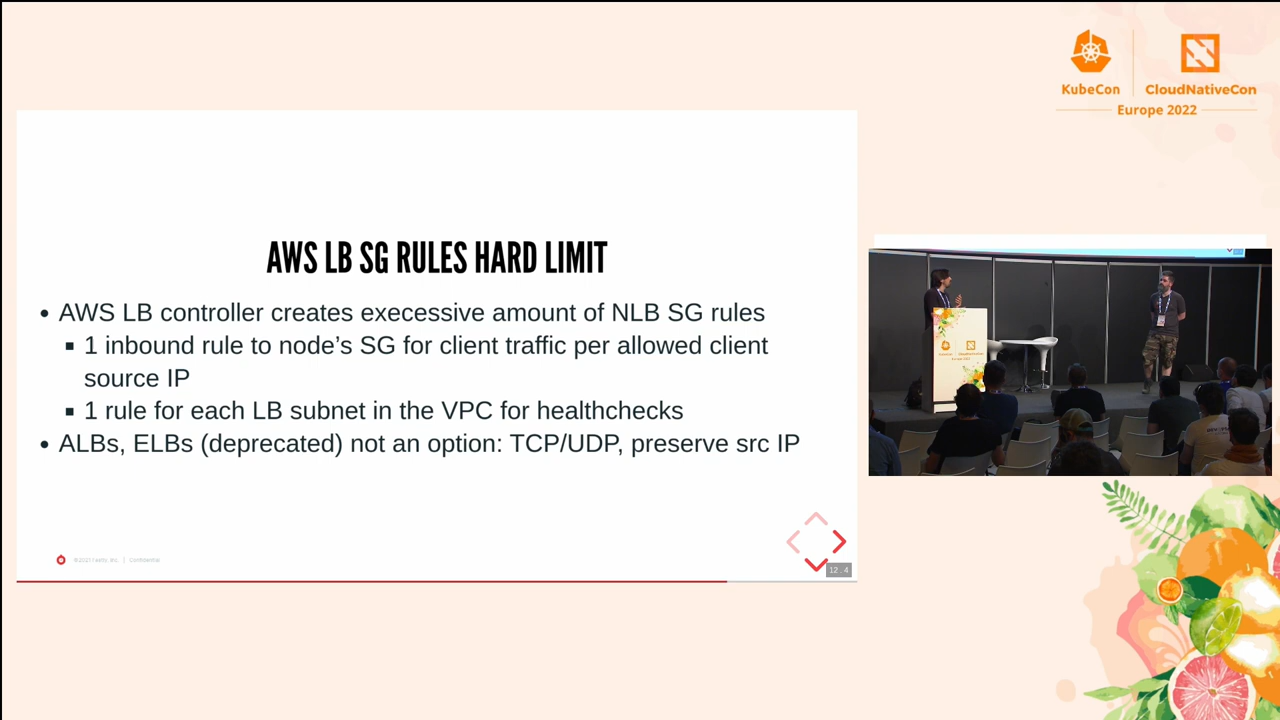 KubeCon
CloudNativeCon
Europe 2022
AWS LB SG RULES HARD LIMIT
AWS LB controller creates execessive amount of NLB SG rules
1 inbound rule to node's SG for client traffic per allowed client
source IP
1 rule for each LB subnet in the VPC for healthchecks
ALBs, ELBs (deprecated) not an option: TCP/UDP, preserve src IP
12.4